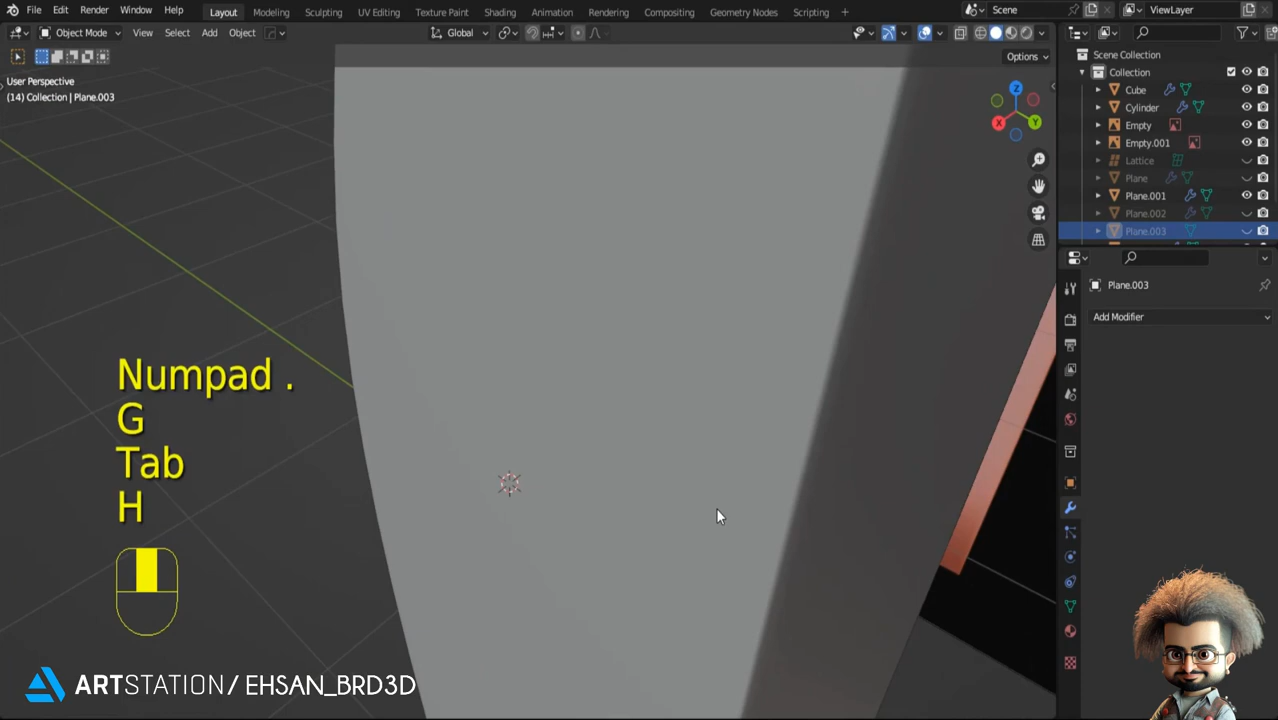 File Edit Render Window Help Layout Modeling Sculpting UV Editing Texture Paint Shading Animation Rendering Compositing Geometry Nodes Scripting + Scene ViewLayer
Object Mode View Select Add Object Global
Options
User Perspective
(14) Collection | Plane.003
Scene Collection
Collection
Cube
Cylinder
Empty
Empty.001
Lattice
Plane
Plane.001
Plane.002
Plane.003
Plane.003
Add Modifier
Z
X
Y
Numpad .
G
Tab
H
ARTSTATION / EHSAN_BRD3D